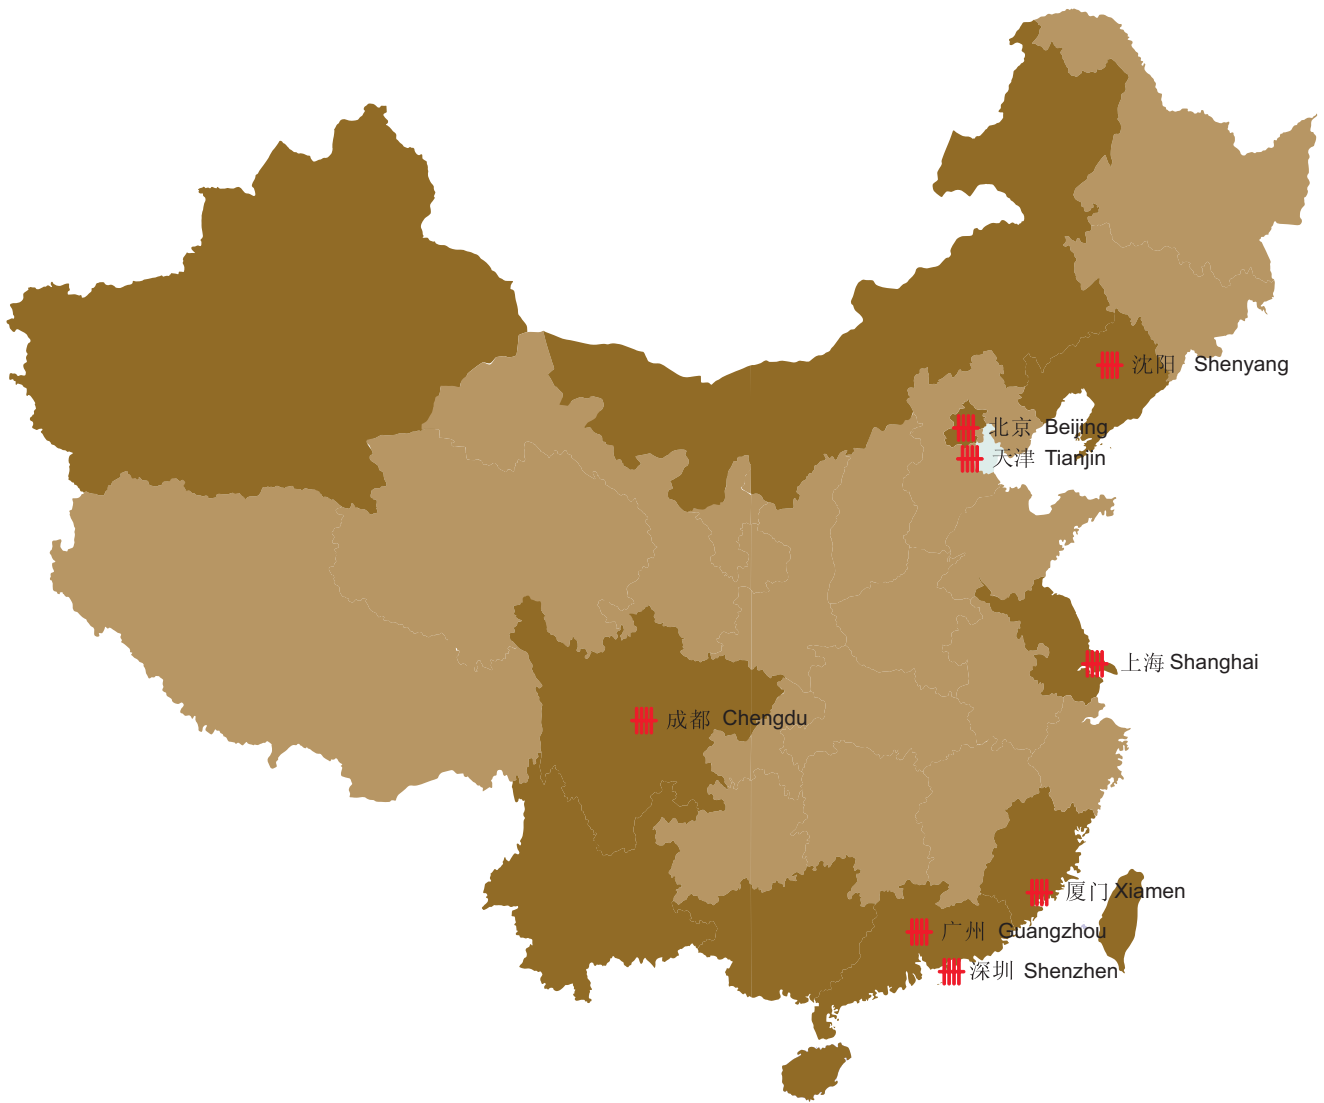 沈阳 Shenyang
北京 Beijing
天津 Tianjin
上海 Shanghai
成都 Chengdu
厦门 Xiamen
广州 Guangzhou
深圳 Shenzhen